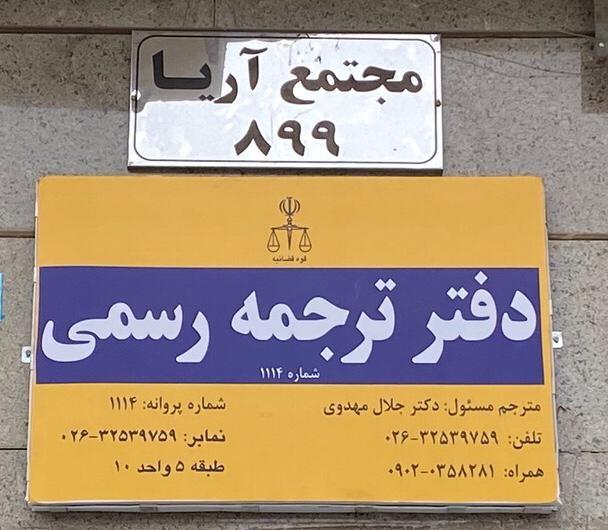 مجتمع آریا
۸۹۹
قوه قضائیه
دفتر ترجمه رسمی
شماره ۱۱۱۴
مترجم مسئول: دکتر جلال مهدوی
شماره پروانه: ۱۱۱۴
تلفن: ۳۲۵۳۹۷۵۹-۰۲۶
نمابر: ۳۲۵۳۹۷۵۹-۰۲۶
همراه: ۰۳۵۸۲۸۱-۰۹۰۲
طبقه ۵ واحد ۱۰